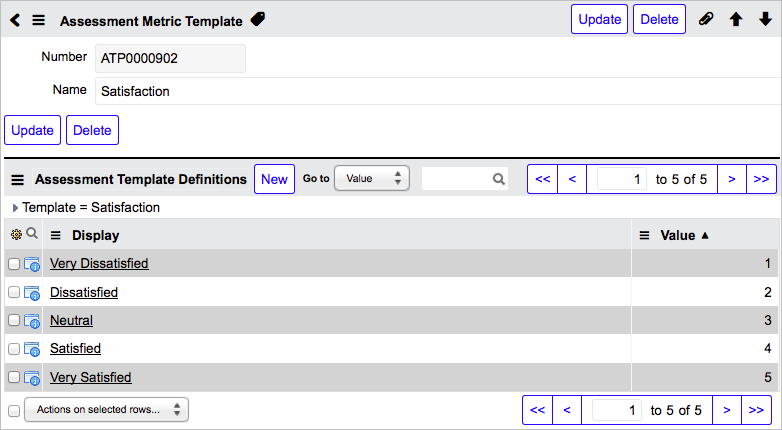 Assessment Metric Template Update Delete
Number ATP0000902
Name Satisfaction
Update Delete
Assessment Template Definitions New Go to Value << < 1 to 5 of 5 > >>
Template = Satisfaction
Display Value
Very Dissatisfied 1
Dissatisfied 2
Neutral 3
Satisfied 4
Very Satisfied 5
Actions on selected rows... << < 1 to 5 of 5 > >>